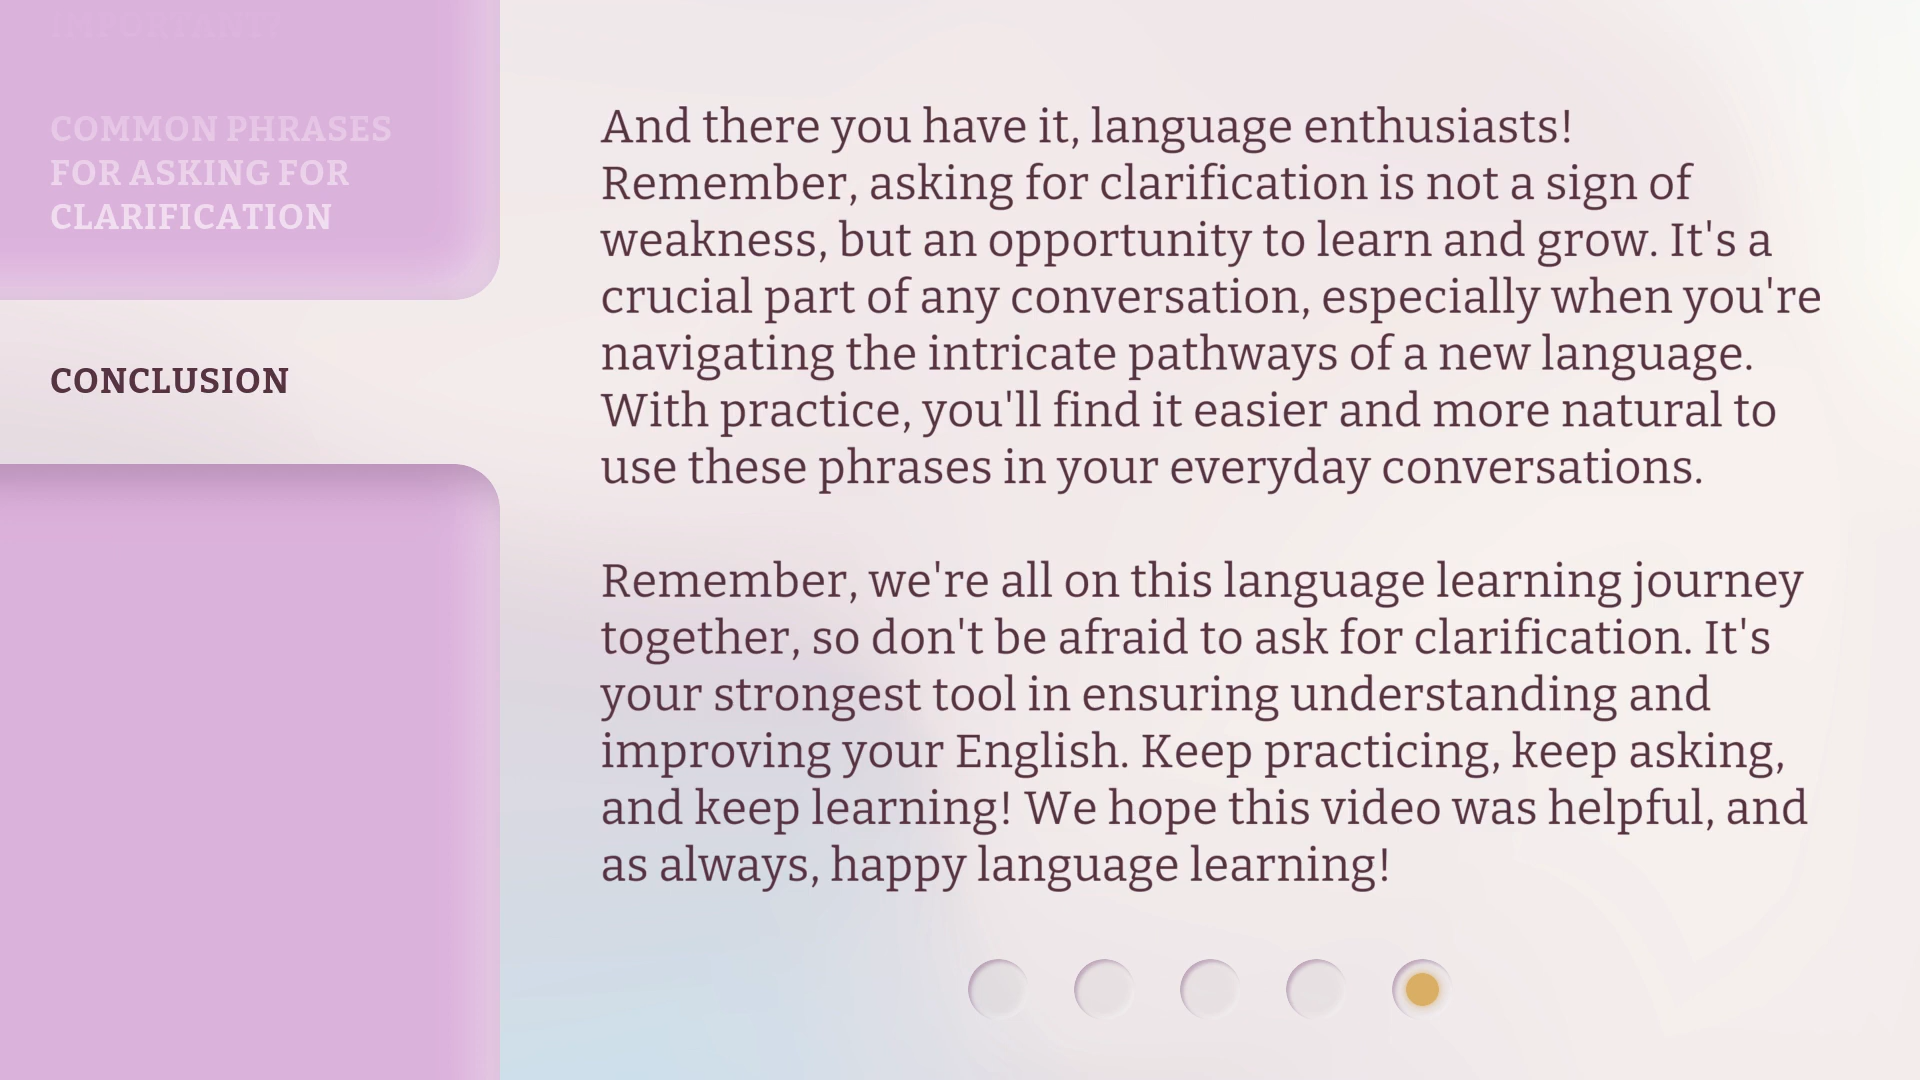 IMPORTANT?
COMMON PHRASES
FOR ASKING FOR
CLARIFICATION
CONCLUSION
And there you have it, language enthusiasts!
Remember, asking for clarification is not a sign of
weakness, but an opportunity to learn and grow. It's a
crucial part of any conversation, especially when you're
navigating the intricate pathways of a new language.
With practice, you'll find it easier and more natural to
use these phrases in your everyday conversations.
Remember, we're all on this language learning journey
together, so don't be afraid to ask for clarification. It's
your strongest tool in ensuring understanding and
improving your English. Keep practicing, keep asking,
and keep learning! We hope this video was helpful, and
as always, happy language learning!